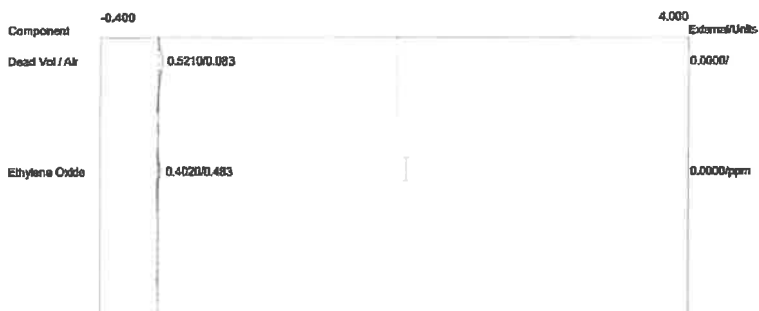 -0.400 4.000
Component External/Units
Dead Vol / Air 0.5210/0.083 0.0000/
Ethylene Oxide 0.4020/0.483 0.0000/ppm